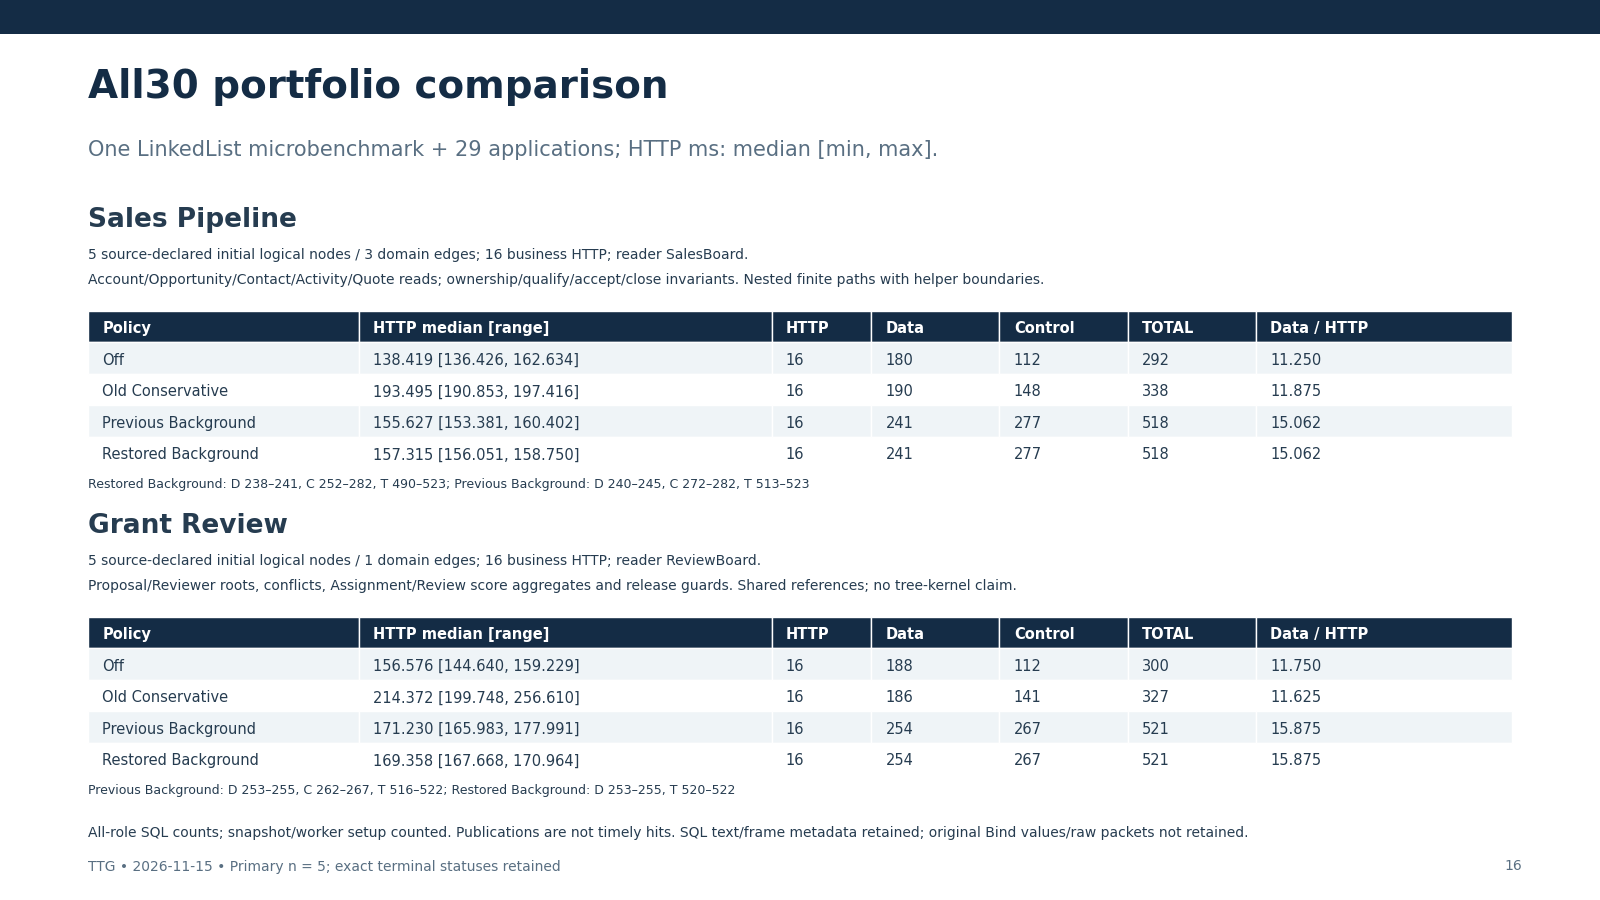 All30 portfolio comparison
One LinkedList microbenchmark + 29 applications; HTTP ms: median [min, max].
Sales Pipeline
5 source-declared initial logical nodes / 3 domain edges; 16 business HTTP; reader SalesBoard.
Account/Opportunity/Contact/Activity/Quote reads; ownership/qualify/accept/close invariants. Nested finite paths with helper boundaries.
Policy HTTP median [range] HTTP Data Control TOTAL Data / HTTP
Off 138.419 [136.426, 162.634] 16 180 112 292 11.250
Old Conservative 193.495 [190.853, 197.416] 16 190 148 338 11.875
Previous Background 155.627 [153.381, 160.402] 16 241 277 518 15.062
Restored Background 157.315 [156.051, 158.750] 16 241 277 518 15.062
Restored Background: D 238–241, C 252–282, T 490–523; Previous Background: D 240–245, C 272–282, T 513–523
Grant Review
5 source-declared initial logical nodes / 1 domain edges; 16 business HTTP; reader ReviewBoard.
Proposal/Reviewer roots, conflicts, Assignment/Review score aggregates and release guards. Shared references; no tree-kernel claim.
Policy HTTP median [range] HTTP Data Control TOTAL Data / HTTP
Off 156.576 [144.640, 159.229] 16 188 112 300 11.750
Old Conservative 214.372 [199.748, 256.610] 16 186 141 327 11.625
Previous Background 171.230 [165.983, 177.991] 16 254 267 521 15.875
Restored Background 169.358 [167.668, 170.964] 16 254 267 521 15.875
Previous Background: D 253–255, C 262–267, T 516–522; Restored Background: D 253–255, T 520–522
All-role SQL counts; snapshot/worker setup counted. Publications are not timely hits. SQL text/frame metadata retained; original Bind values/raw packets not retained.
TTG • 2026-11-15 • Primary n = 5; exact terminal statuses retained
16